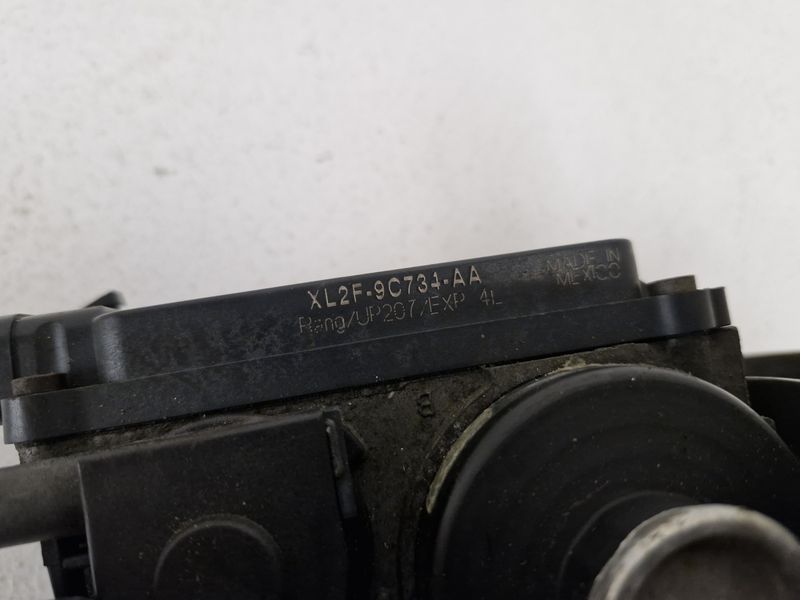 XL2F-9C734-AA
Rang/UP207/EXP 4L
MADE IN
MEXICO
B